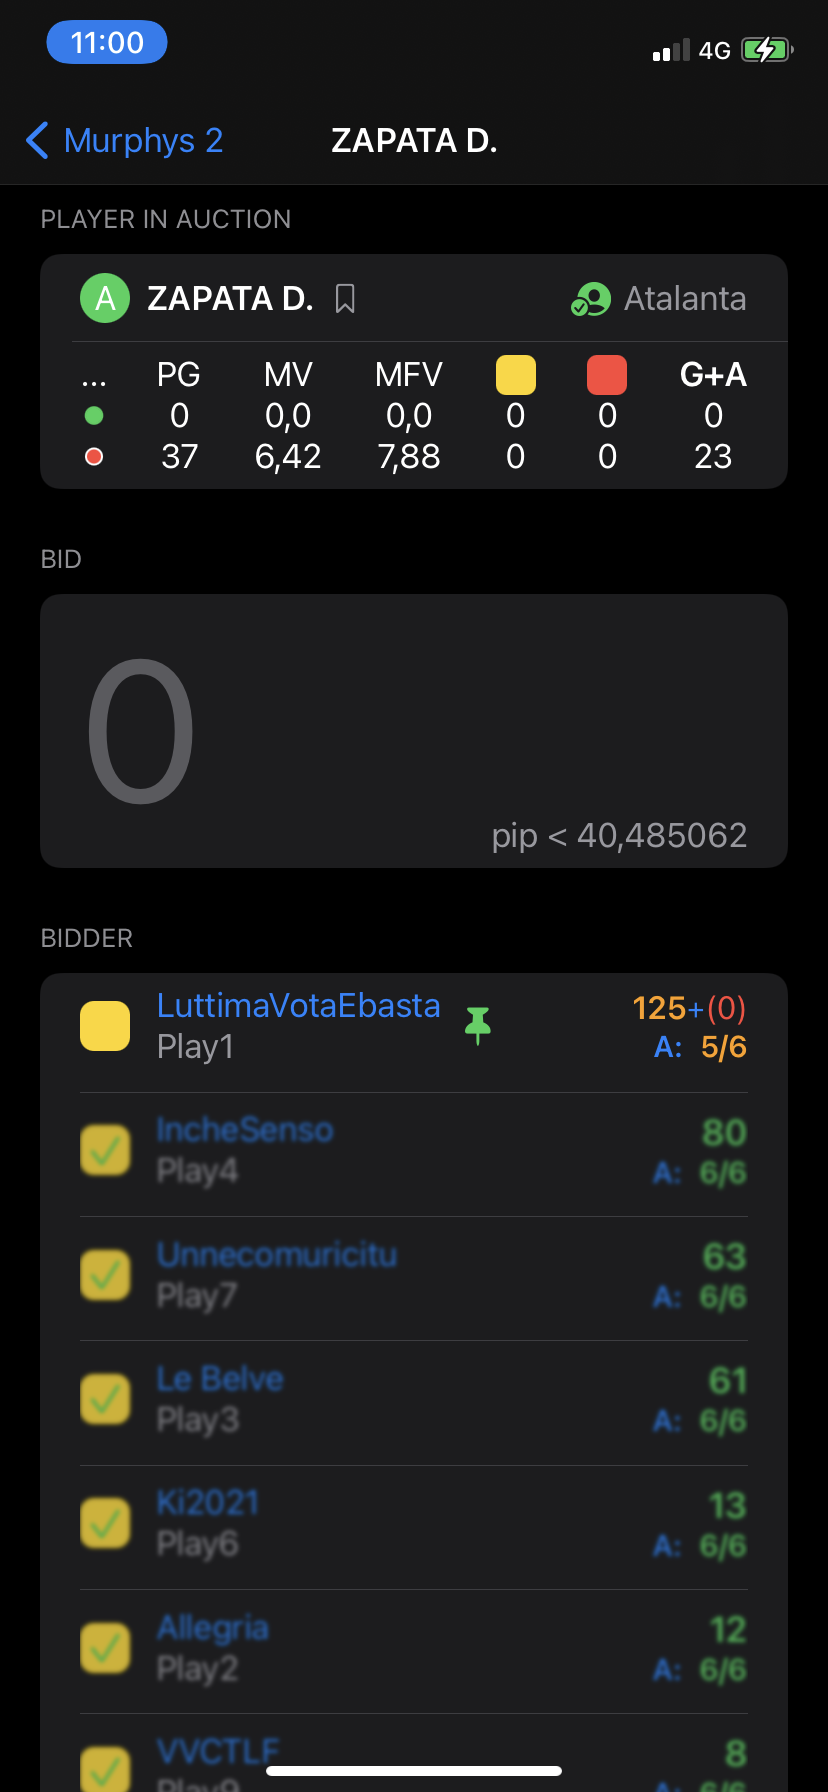 11:00 4G
Murphys 2 ZAPATA D.
PLAYER IN AUCTION
A ZAPATA D. Atalanta
... PG MV MFV G+A
0 0,0 0,0 0 0 0
37 6,42 7,88 0 0 23
BID
0
pip < 40,485062
BIDDER
LuttimaVotaEbasta 125+(0)
Play1 A: 5/6
IncheSenso 80
Play4 A: 6/6
Unnecomuricitu 63
Play7 A: 6/6
Le Belve 61
Play3 A: 6/6
Ki2021 13
Play6 A: 6/6
Allegria 12
Play2 A: 6/6
VVCTLF 8
Play9 A: 6/6